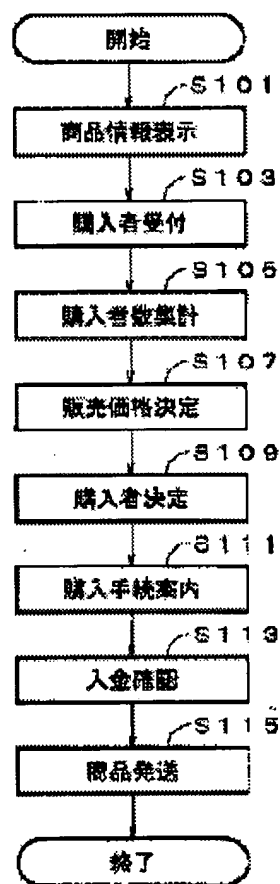 開始
S101
商品情報表示
S103
購入者受付
S105
購入者数集計
S107
販売価格決定
S109
購入者決定
S111
購入手続案内
S113
入金確認
S115
商品発送
終了